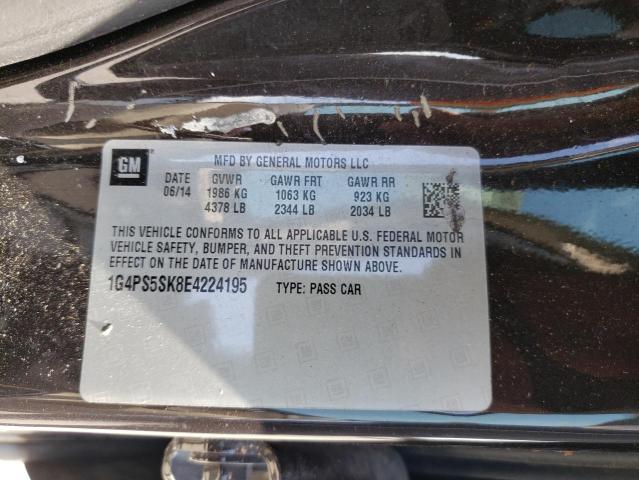 GM MFD BY GENERAL MOTORS LLC
DATE GVWR GAWR FRT GAWR RR
06/14 1986 KG 1063 KG 923 KG
4378 LB 2344 LB 2034 LB
THIS VEHICLE CONFORMS TO ALL APPLICABLE U.S. FEDERAL MOTOR
VEHICLE SAFETY, BUMPER, AND THEFT PREVENTION STANDARDS IN
EFFECT ON THE DATE OF MANUFACTURE SHOWN ABOVE.
1G4PS5SK8E4224195 TYPE: PASS CAR